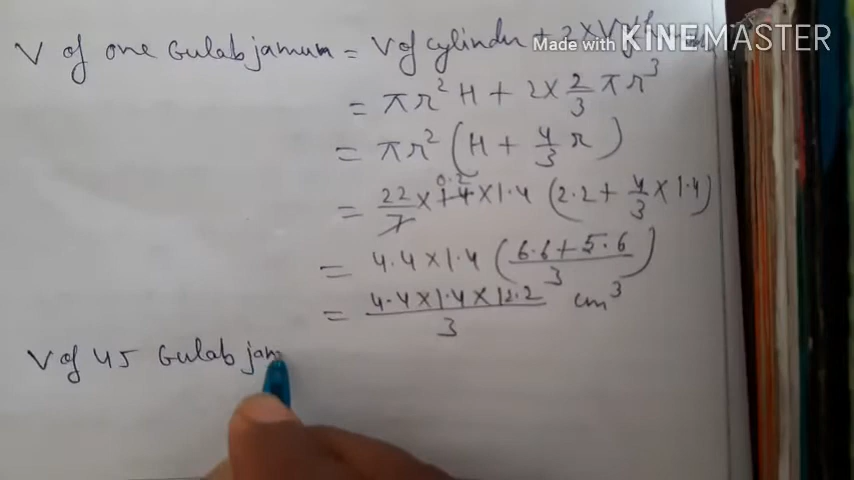 V of one Gulab jamun = V of cylinder + 2 × V of
Made with KINEMASTER
= πr²H + 2 × 2/3 πr³
= πr² (H + 4/3 r)
= 22/7 × 1.4 × 1.4 (2.2 + 4/3 × 1.4)
0.2
= 4.4 × 1.4 ((6.6 + 5.6)/3)
= (4.4 × 1.4 × 12.2)/3 cm³
V of 45 Gulab jam